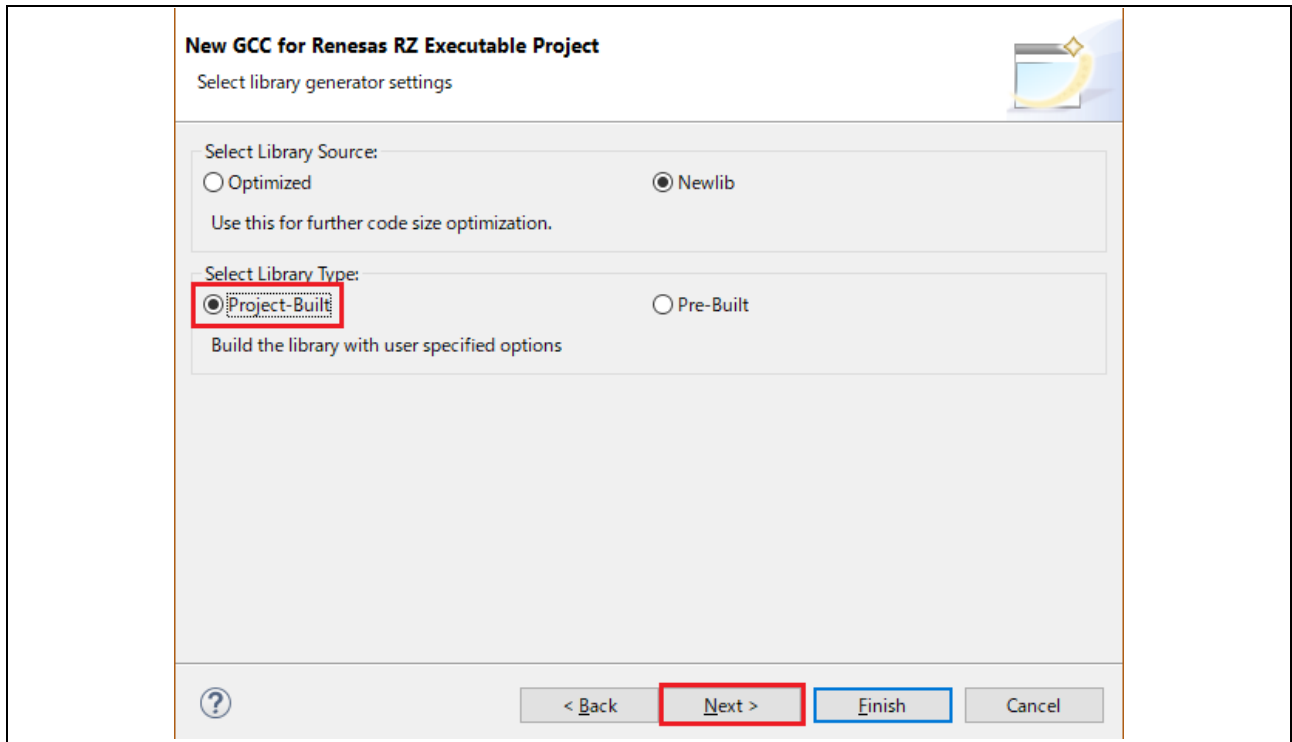 New GCC for Renesas RZ Executable Project
Select library generator settings
Select Library Source:
Optimized Newlib
Use this for further code size optimization.
Select Library Type:
Project-Built Pre-Built
Build the library with user specified options
? < Back Next > Finish Cancel